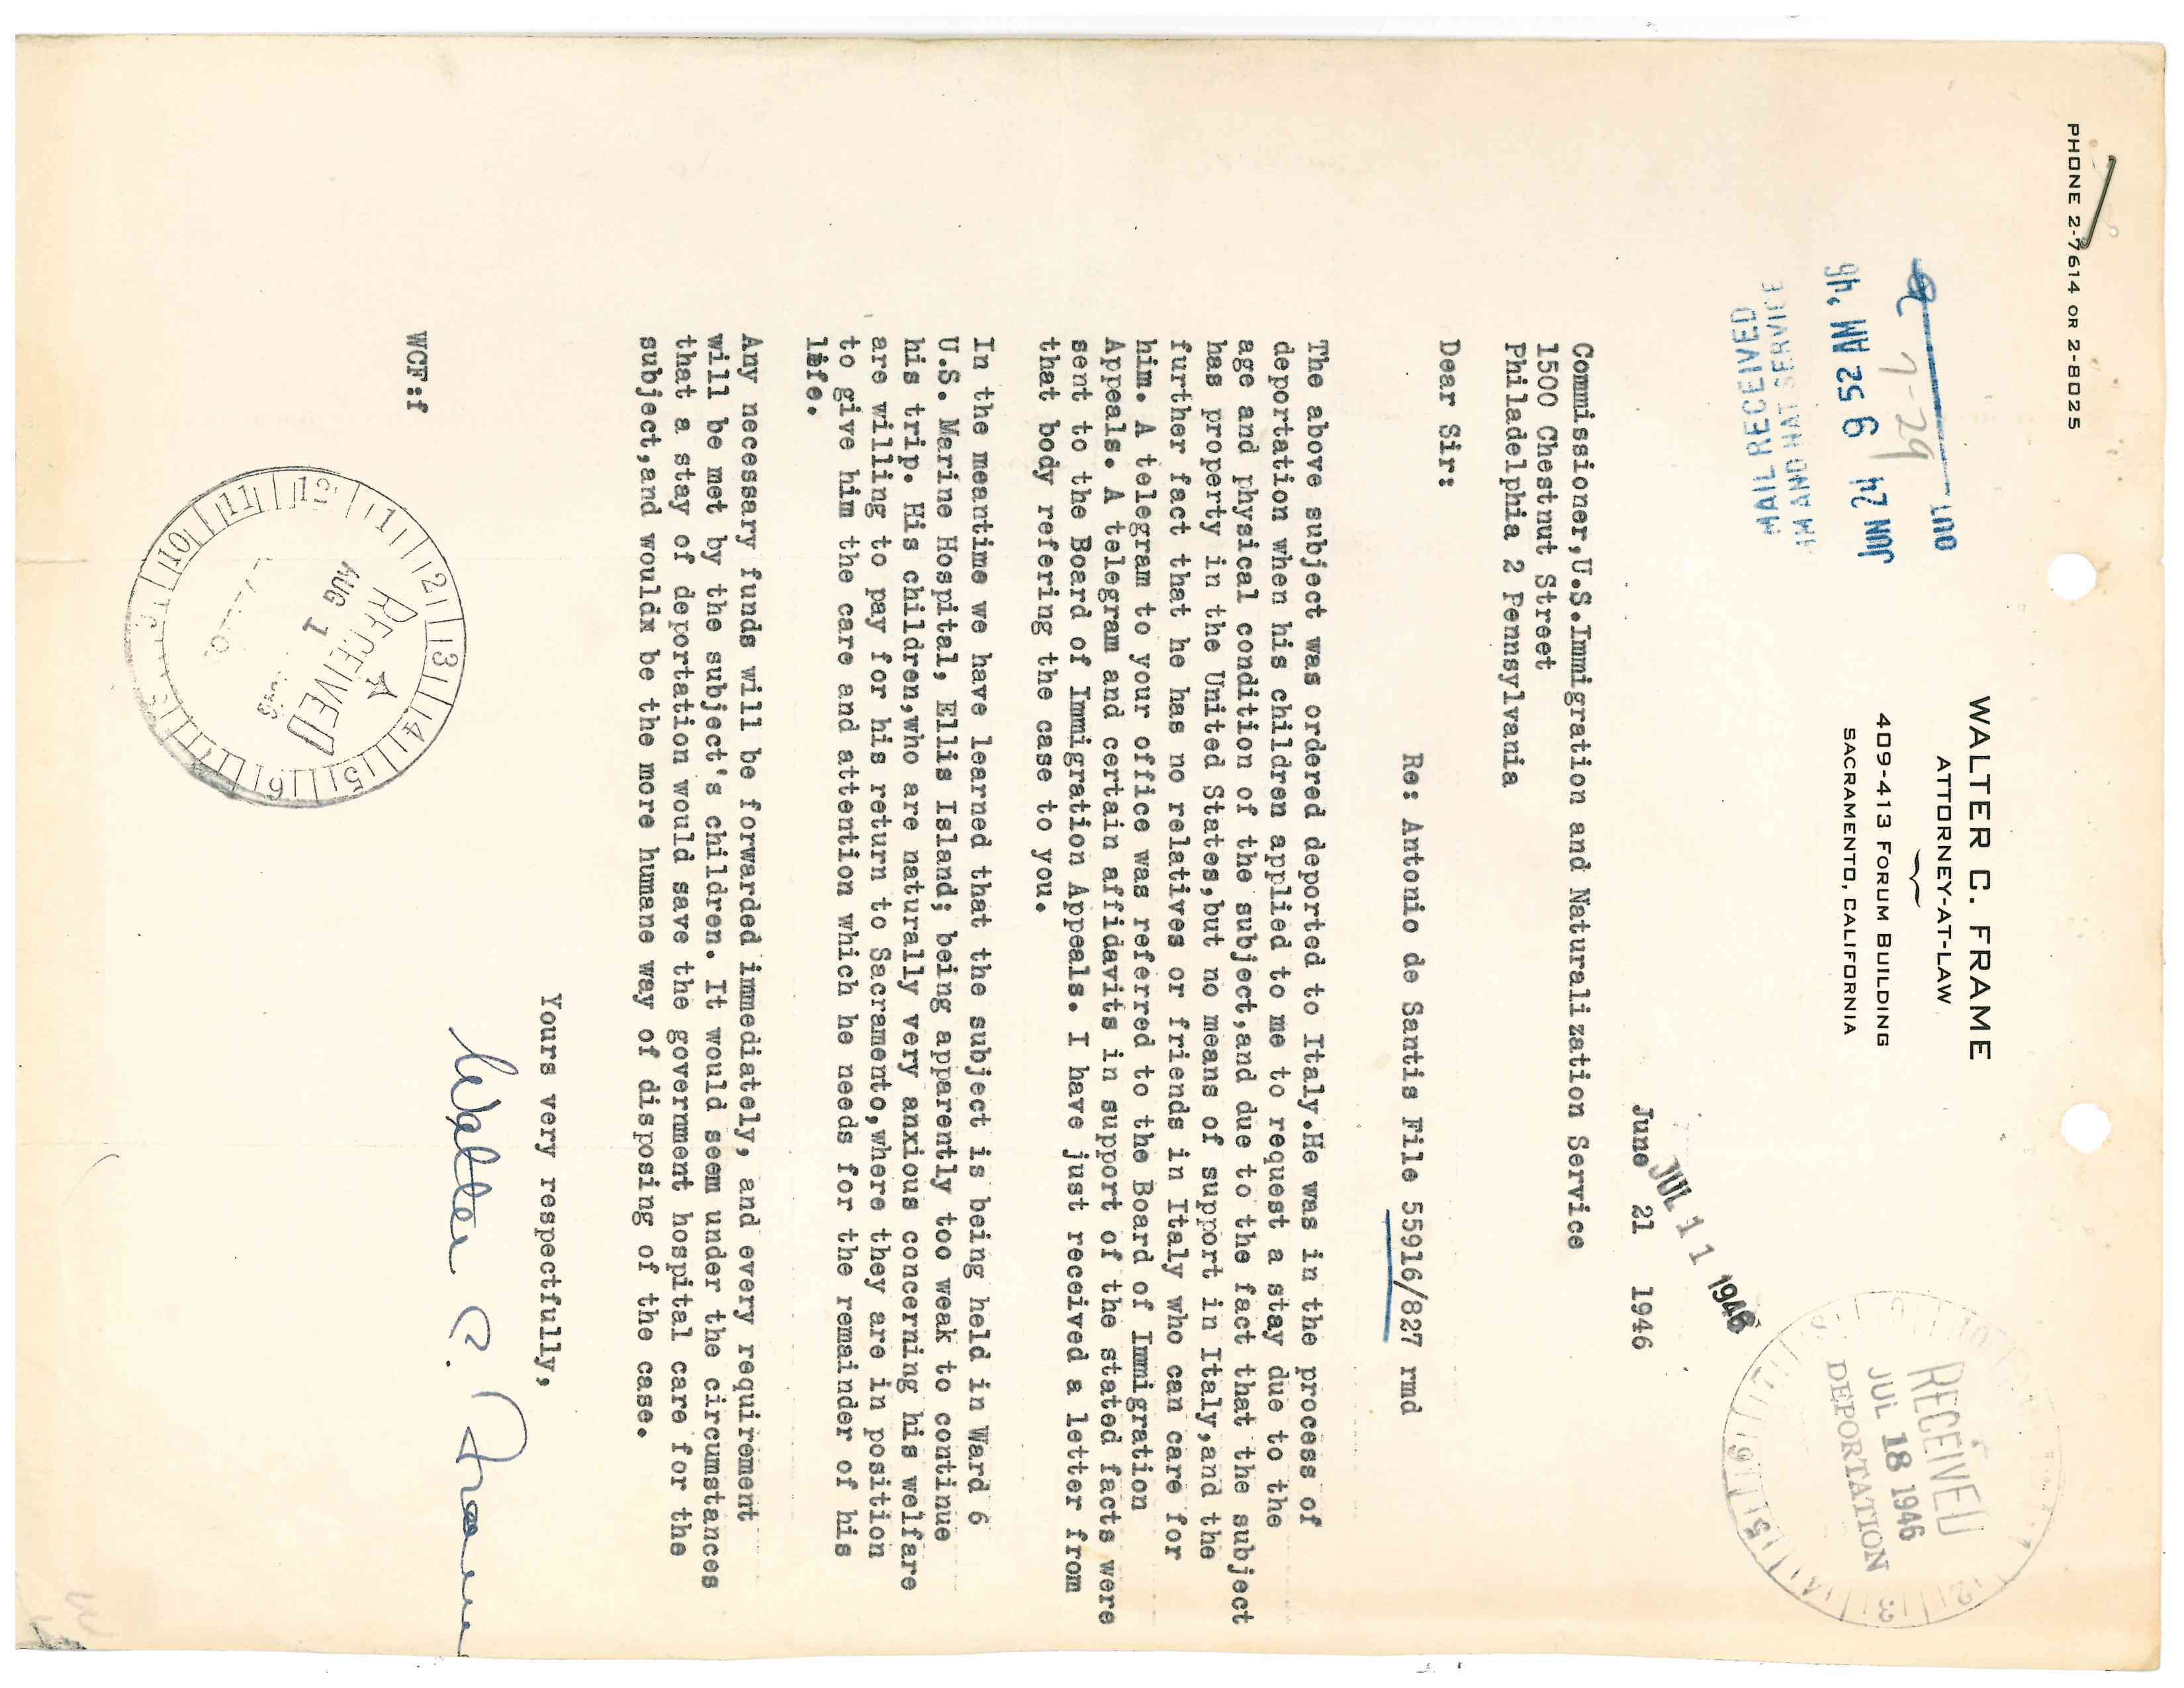 PHONE 2-7614 OR 2-8025
WALTER C. FRAME
ATTORNEY-AT-LAW
409-413 FORUM BUILDING
SACRAMENTO, CALIFORNIA
OUT
7-29
JUN 24 9 52 AM '46
MAIL RECEIVED
IM AND NAT SERVICE
RECEIVED
JUL 18 1946
DEPORTATION
JUL 11 1946
June 21 1946
Commissioner,U.S.Immigration and Naturalization Service
1500 Chestnut Street
Philadelphia 2 Pennsylvania
Dear Sir:
Re: Antonio de Santis File 55916/827 rmd
The above subject was ordered deported to Italy.He was in the process of
deportation when his children applied to me to request a stay due to the
age and physical condition of the subject,and due to the fact that the subject
has property in the United States,but no means of support in Italy,and the
further fact that he has no relatives or friends in Italy who can care for
him. A telegram to your office was referred to the Board of Immigration
Appeals. A telegram and certain affidavits in support of the stated facts were
sent to the Board of Immigration Appeals. I have just received a letter from
that body refering the case to you.
In the meantime we have learned that the subject is being held in Ward 6
U.S. Marine Hospital, Ellis Island; being apparently too weak to continue
his trip. His children,who are naturally very anxious concerning his welfare
are willing to pay for his return to Sacramento,where they are in position
to give him the care and attention which he needs for the remainder of his
life.
Any necessary funds will be forwarded immediately, and every requirement
will be met by the subject's children. It would seem under the circumstances
that a stay of deportation would save the government hospital care for the
subject,and wouldx be the more humane way of disposing of the case.
Yours very respectfully,
Walter C. Frame
WCF:f
RECEIVED
AUG 1